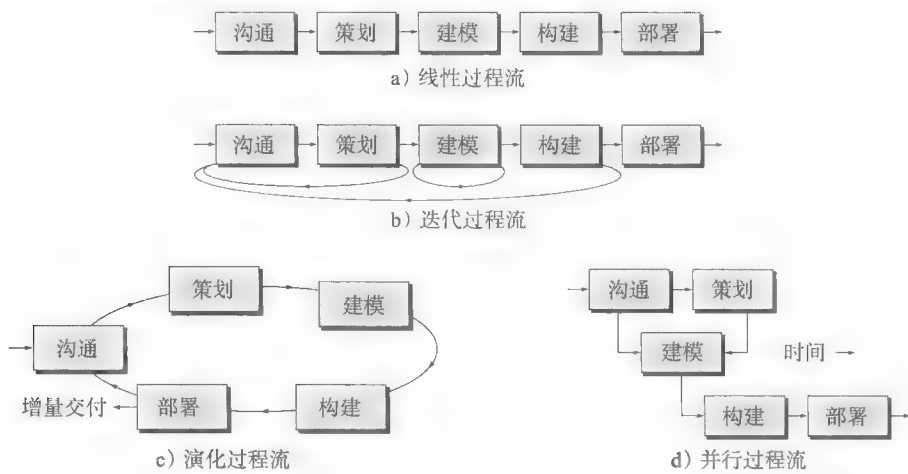 沟通 策划 建模 构建 部署
a）线性过程流
沟通 策划 建模 构建 部署
b）迭代过程流
策划
建模
沟通
增量交付
部署
构建
c）演化过程流
沟通 策划
建模
时间
构建 部署
d）并行过程流